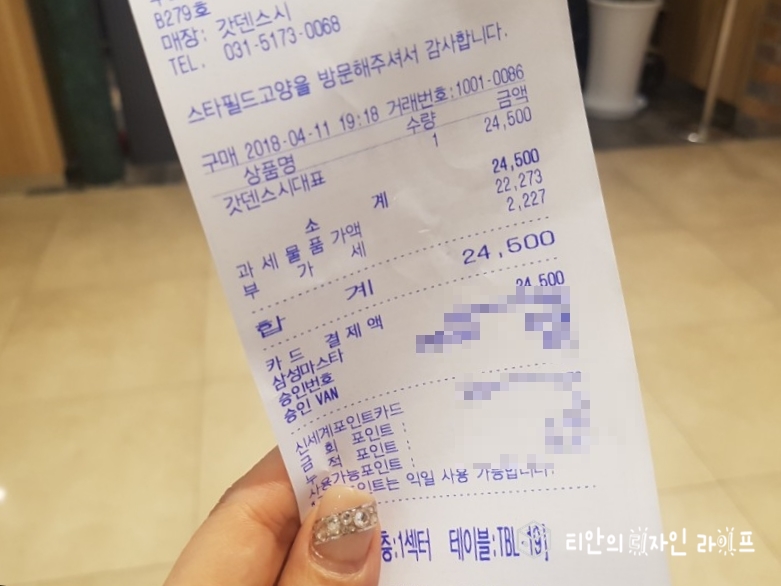 B279호
매장: 갓덴스시
TEL. 031-5173-0068
스타필드고양을 방문해주셔서 감사합니다.
구매 2018-04-11 19:18 거래번호:1001-0086
상품명 수량 금액
갓덴스시대표 1 24,500
소 계 24,500
과세물품가액 22,273
부 가 세 2,227
합 계 24,500
카드 결제액 24,500
삼성마스타
승인번호
승인 VAN
신세계포인트카드
금 회 포인트 :
누 적 포인트 :
사용가능포인트 :
포인트는 익일 사용 가능합니다.
층:1섹터 테이블:TBL-191
티안의 디자인 라이프